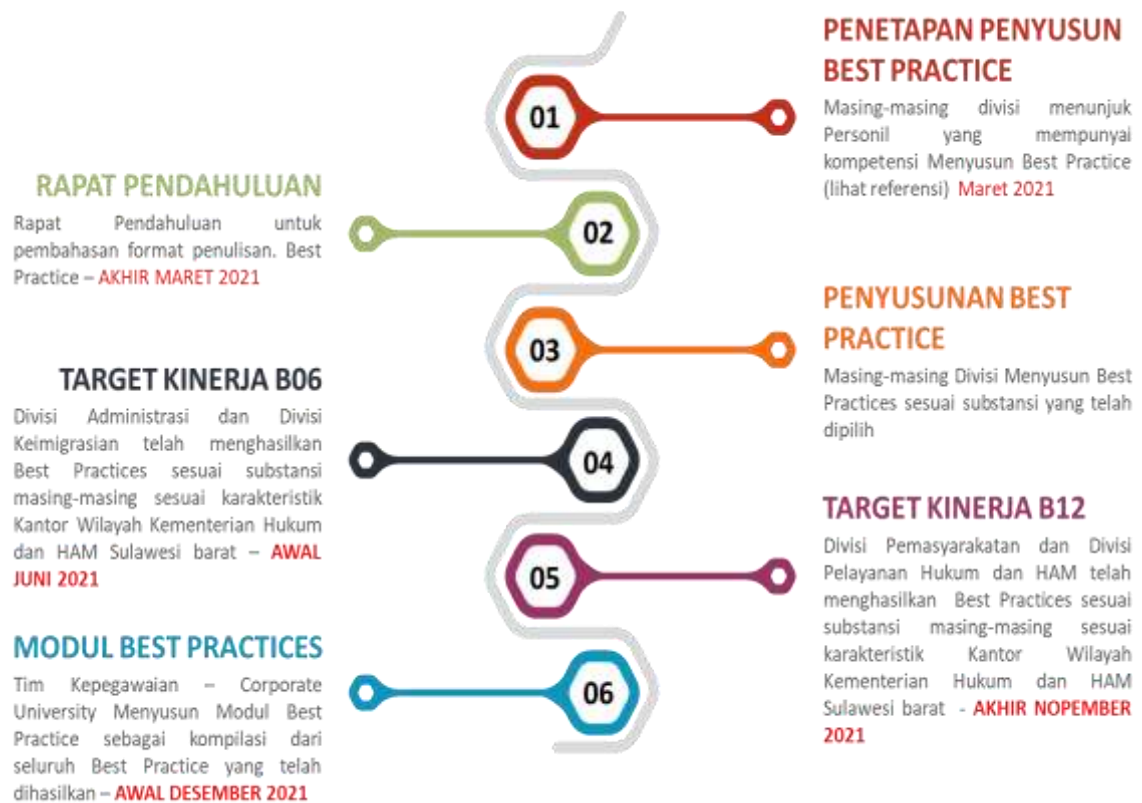 01
PENETAPAN PENYUSUN
BEST PRACTICE
Masing-masing divisi menunjuk
Personil yang mempunyai
kompetensi Menyusun Best Practice
(lihat referensi) Maret 2021
RAPAT PENDAHULUAN
Rapat Pendahuluan untuk
pembahasan format penulisan. Best
Practice – AKHIR MARET 2021
02
03
PENYUSUNAN BEST
PRACTICE
Masing-masing Divisi Menyusun Best
Practices sesuai substansi yang telah
dipilih
TARGET KINERJA B06
Divisi Administrasi dan Divisi
Keimigrasian telah menghasilkan
Best Practices sesuai substansi
masing-masing sesuai karakteristik
Kantor Wilayah Kementerian Hukum
dan HAM Sulawesi barat – AWAL
JUNI 2021
04
05
TARGET KINERJA B12
Divisi Pemasyarakatan dan Divisi
Pelayanan Hukum dan HAM telah
menghasilkan Best Practices sesuai
substansi masing-masing sesuai
karakteristik Kantor Wilayah
Kementerian Hukum dan HAM
Sulawesi barat - AKHIR NOPEMBER
2021
MODUL BEST PRACTICES
Tim Kepegawaian – Corporate
University Menyusun Modul Best
Practice sebagai kompilasi dari
seluruh Best Practice yang telah
dihasilkan – AWAL DESEMBER 2021
06